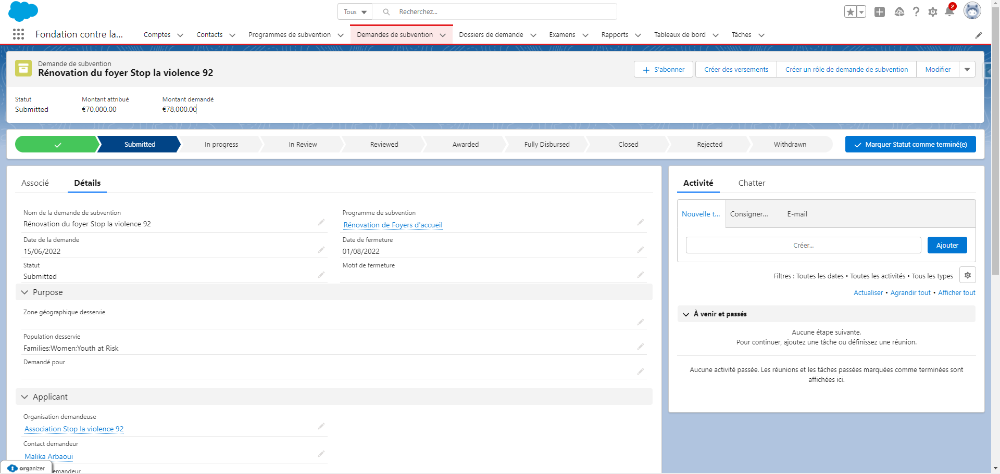 Tous
Recherchez...
2
Fondation contre la...
Comptes
Contacts
Programmes de subvention
Demandes de subvention
Dossiers de demande
Examens
Rapports
Tableaux de bord
Tâches
Demande de subvention
Rénovation du foyer Stop la violence 92
S'abonner
Créer des versements
Créer un rôle de demande de subvention
Modifier
Statut
Montant attribué
Montant demandé
Submitted
€70,000.00
€78,000.00
Submitted
In progress
In Review
Reviewed
Awarded
Fully Disbursed
Closed
Rejected
Withdrawn
Marquer Statut comme terminé(e)
Associé
Détails
Nom de la demande de subvention
Rénovation du foyer Stop la violence 92
Programme de subvention
Rénovation de Foyers d'accueil
Date de la demande
15/06/2022
Date de fermeture
01/08/2022
Statut
Submitted
Motif de fermeture
Purpose
Zone géographique desservie
Population desservie
Families;Women;Youth at Risk
Demandé pour
Applicant
Organisation demandeuse
Association Stop la violence 92
Contact demandeur
Malika Arbaoui
emandeur
organizer
Activité
Chatter
Nouvelle t...
Consigner...
E-mail
Créer...
Ajouter
Filtres : Toutes les dates • Toutes les activités • Tous les types
Actualiser • Agrandir tout • Afficher tout
À venir et passés
Aucune étape suivante.
Pour continuer, ajoutez une tâche ou définissez une réunion.
Aucune activité passée. Les réunions et les tâches passées marquées comme terminées sont
affichées ici.